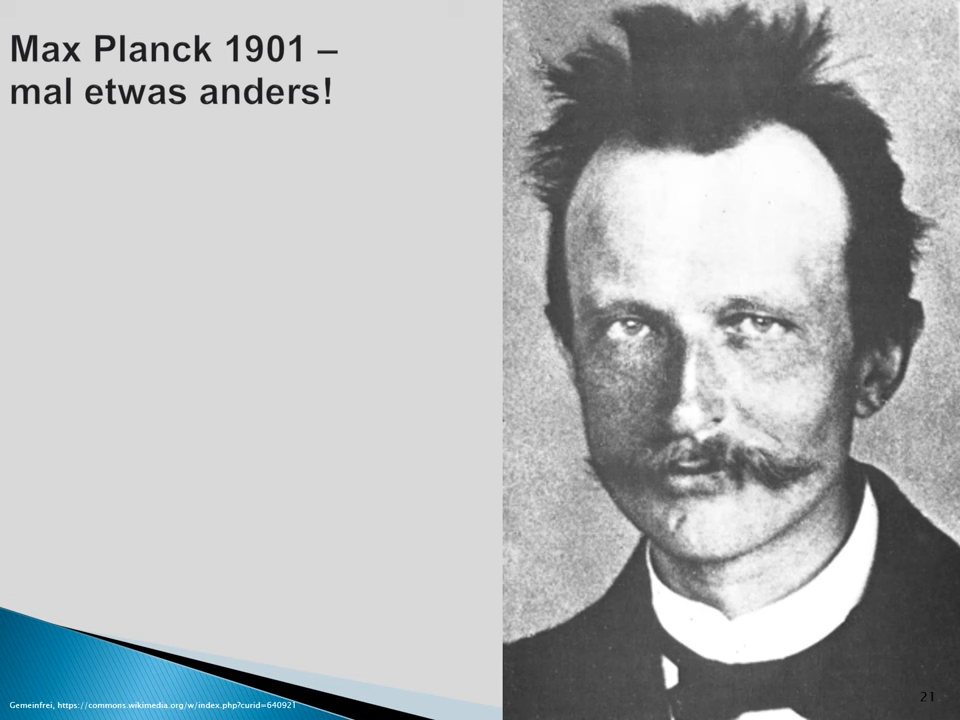 Max Planck 1901 –
mal etwas anders!
Gemeinfrei, https://commons.wikimedia.org/w/index.php?curid=640921
21